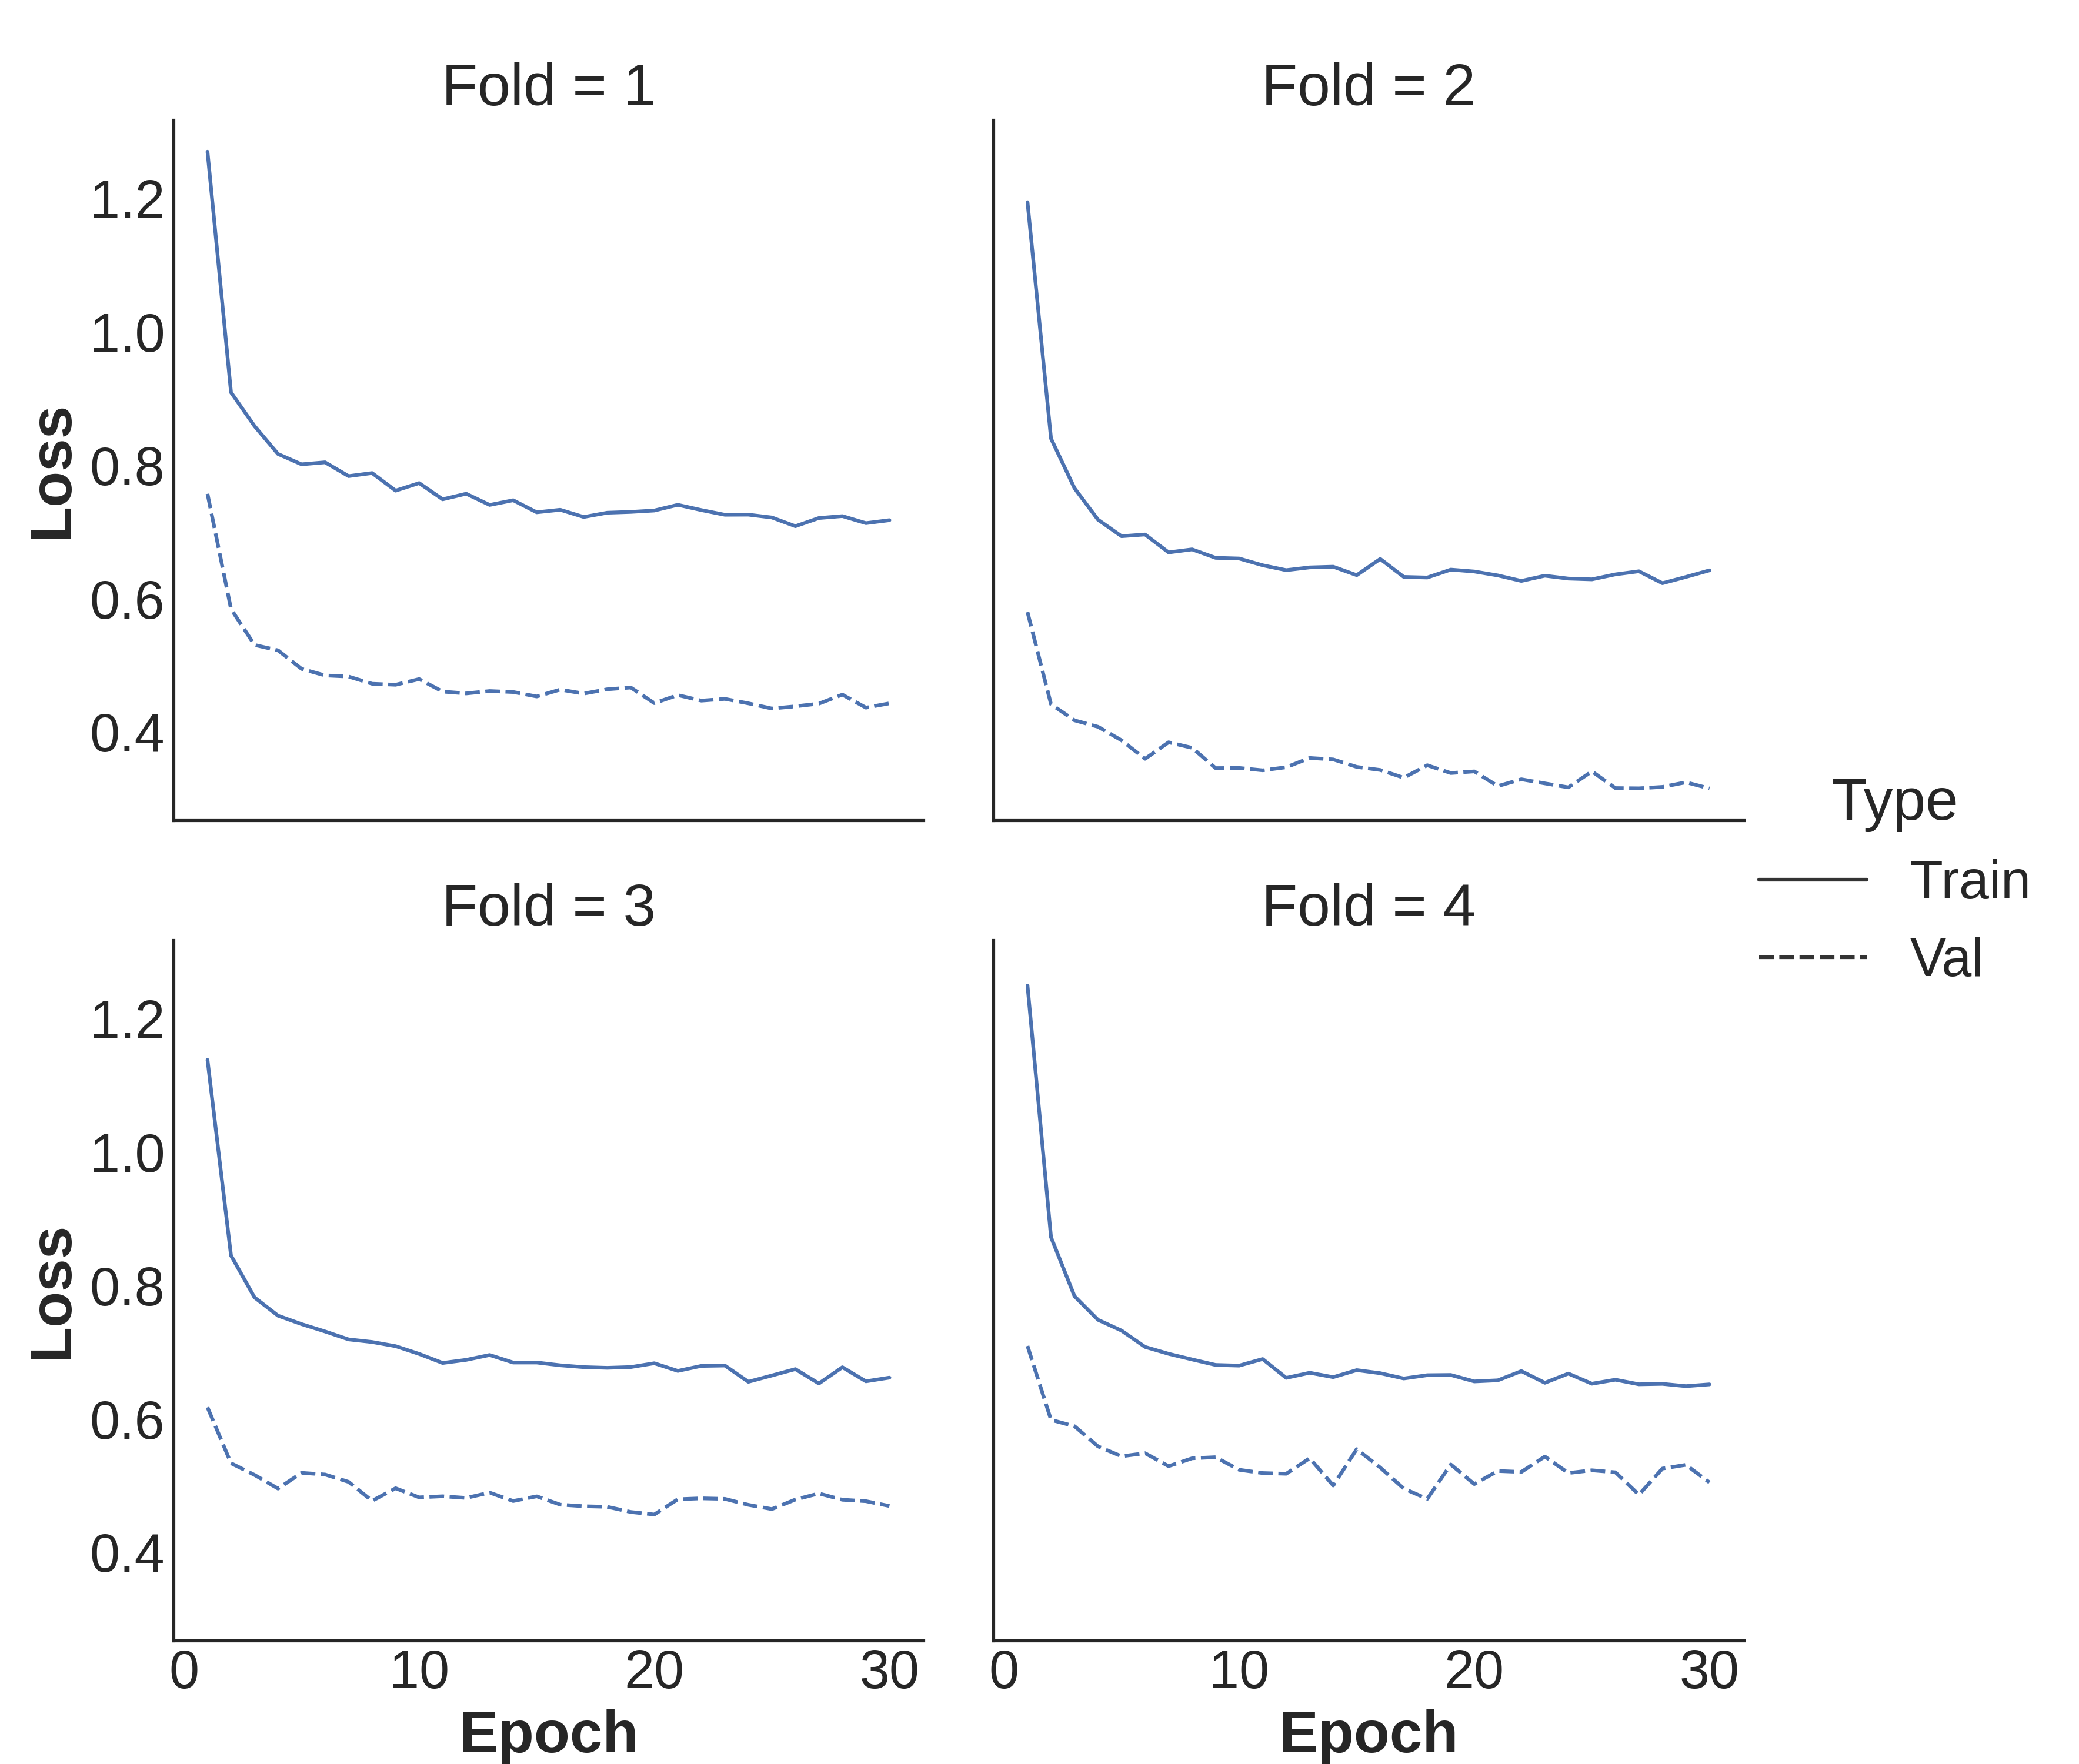 Fold = 1
Fold = 2
1.2
1.0
0.8
0.6
0.4
Loss
Type
Train
Val
Fold = 3
Fold = 4
1.2
1.0
0.8
0.6
0.4
Loss
0 10 20 30
0 10 20 30
Epoch
Epoch